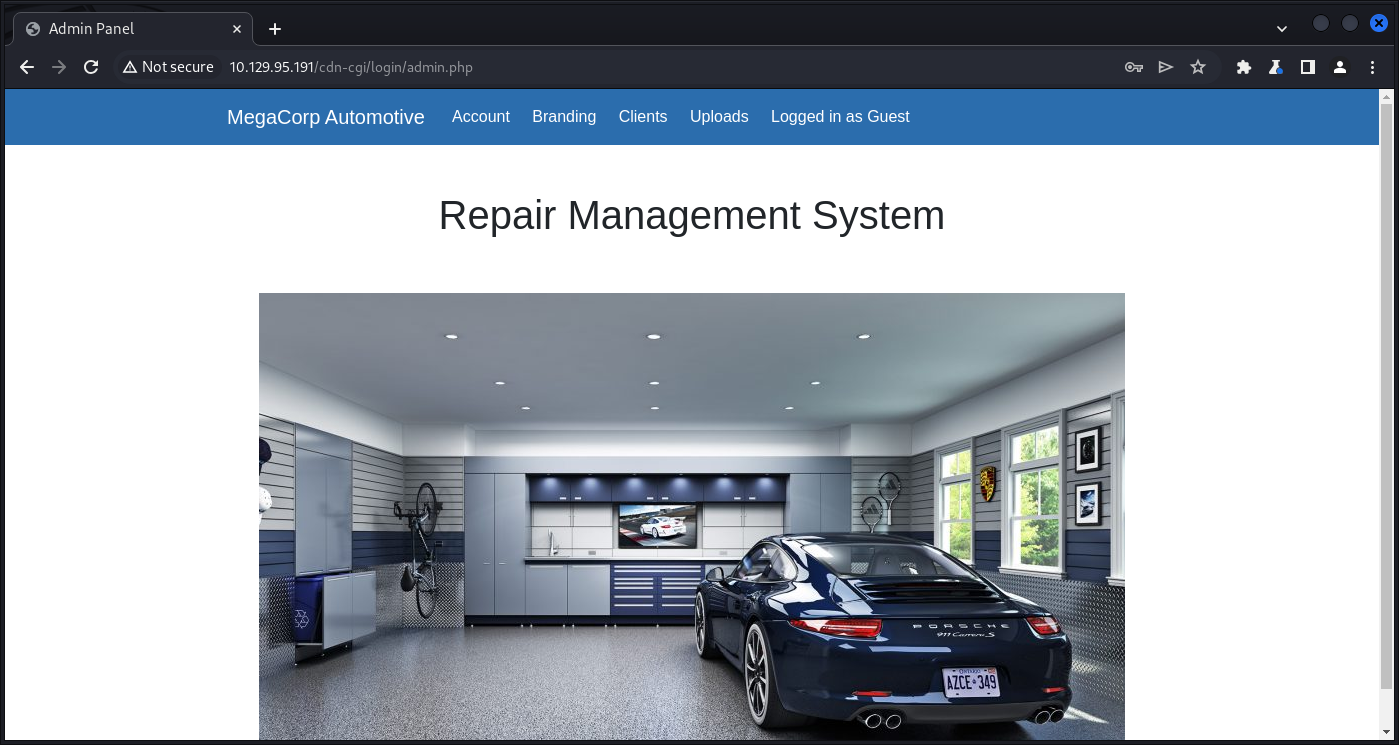 Admin Panel
Not secure 10.129.95.191/cdn-cgi/login/admin.php
MegaCorp Automotive Account Branding Clients Uploads Logged in as Guest
Repair Management System
PORSCHE
911 Carrera S
ONTARIO
AZCE 349